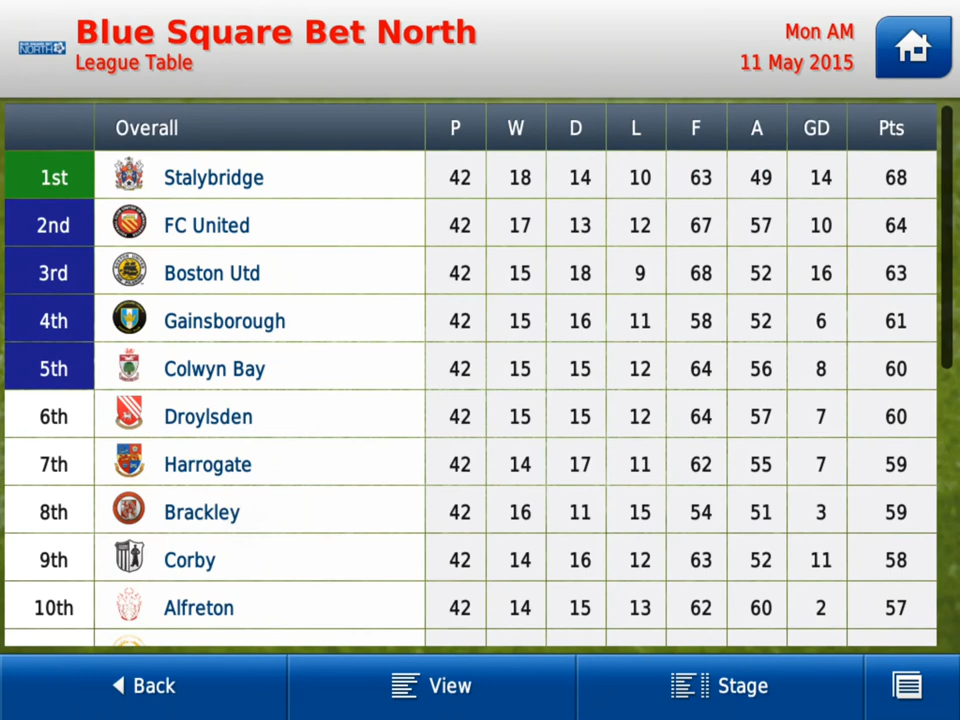 Blue Square Bet North
League Table
Mon AM
11 May 2015
NORTH
Overall P W D L F A GD Pts
1st Stalybridge 42 18 14 10 63 49 14 68
2nd FC United 42 17 13 12 67 57 10 64
3rd Boston Utd 42 15 18 9 68 52 16 63
4th Gainsborough 42 15 16 11 58 52 6 61
5th Colwyn Bay 42 15 15 12 64 56 8 60
6th Droylsden 42 15 15 12 64 57 7 60
7th Harrogate 42 14 17 11 62 55 7 59
8th Brackley 42 16 11 15 54 51 3 59
9th Corby 42 14 16 12 63 52 11 58
10th Alfreton 42 14 15 13 62 60 2 57
Back View Stage